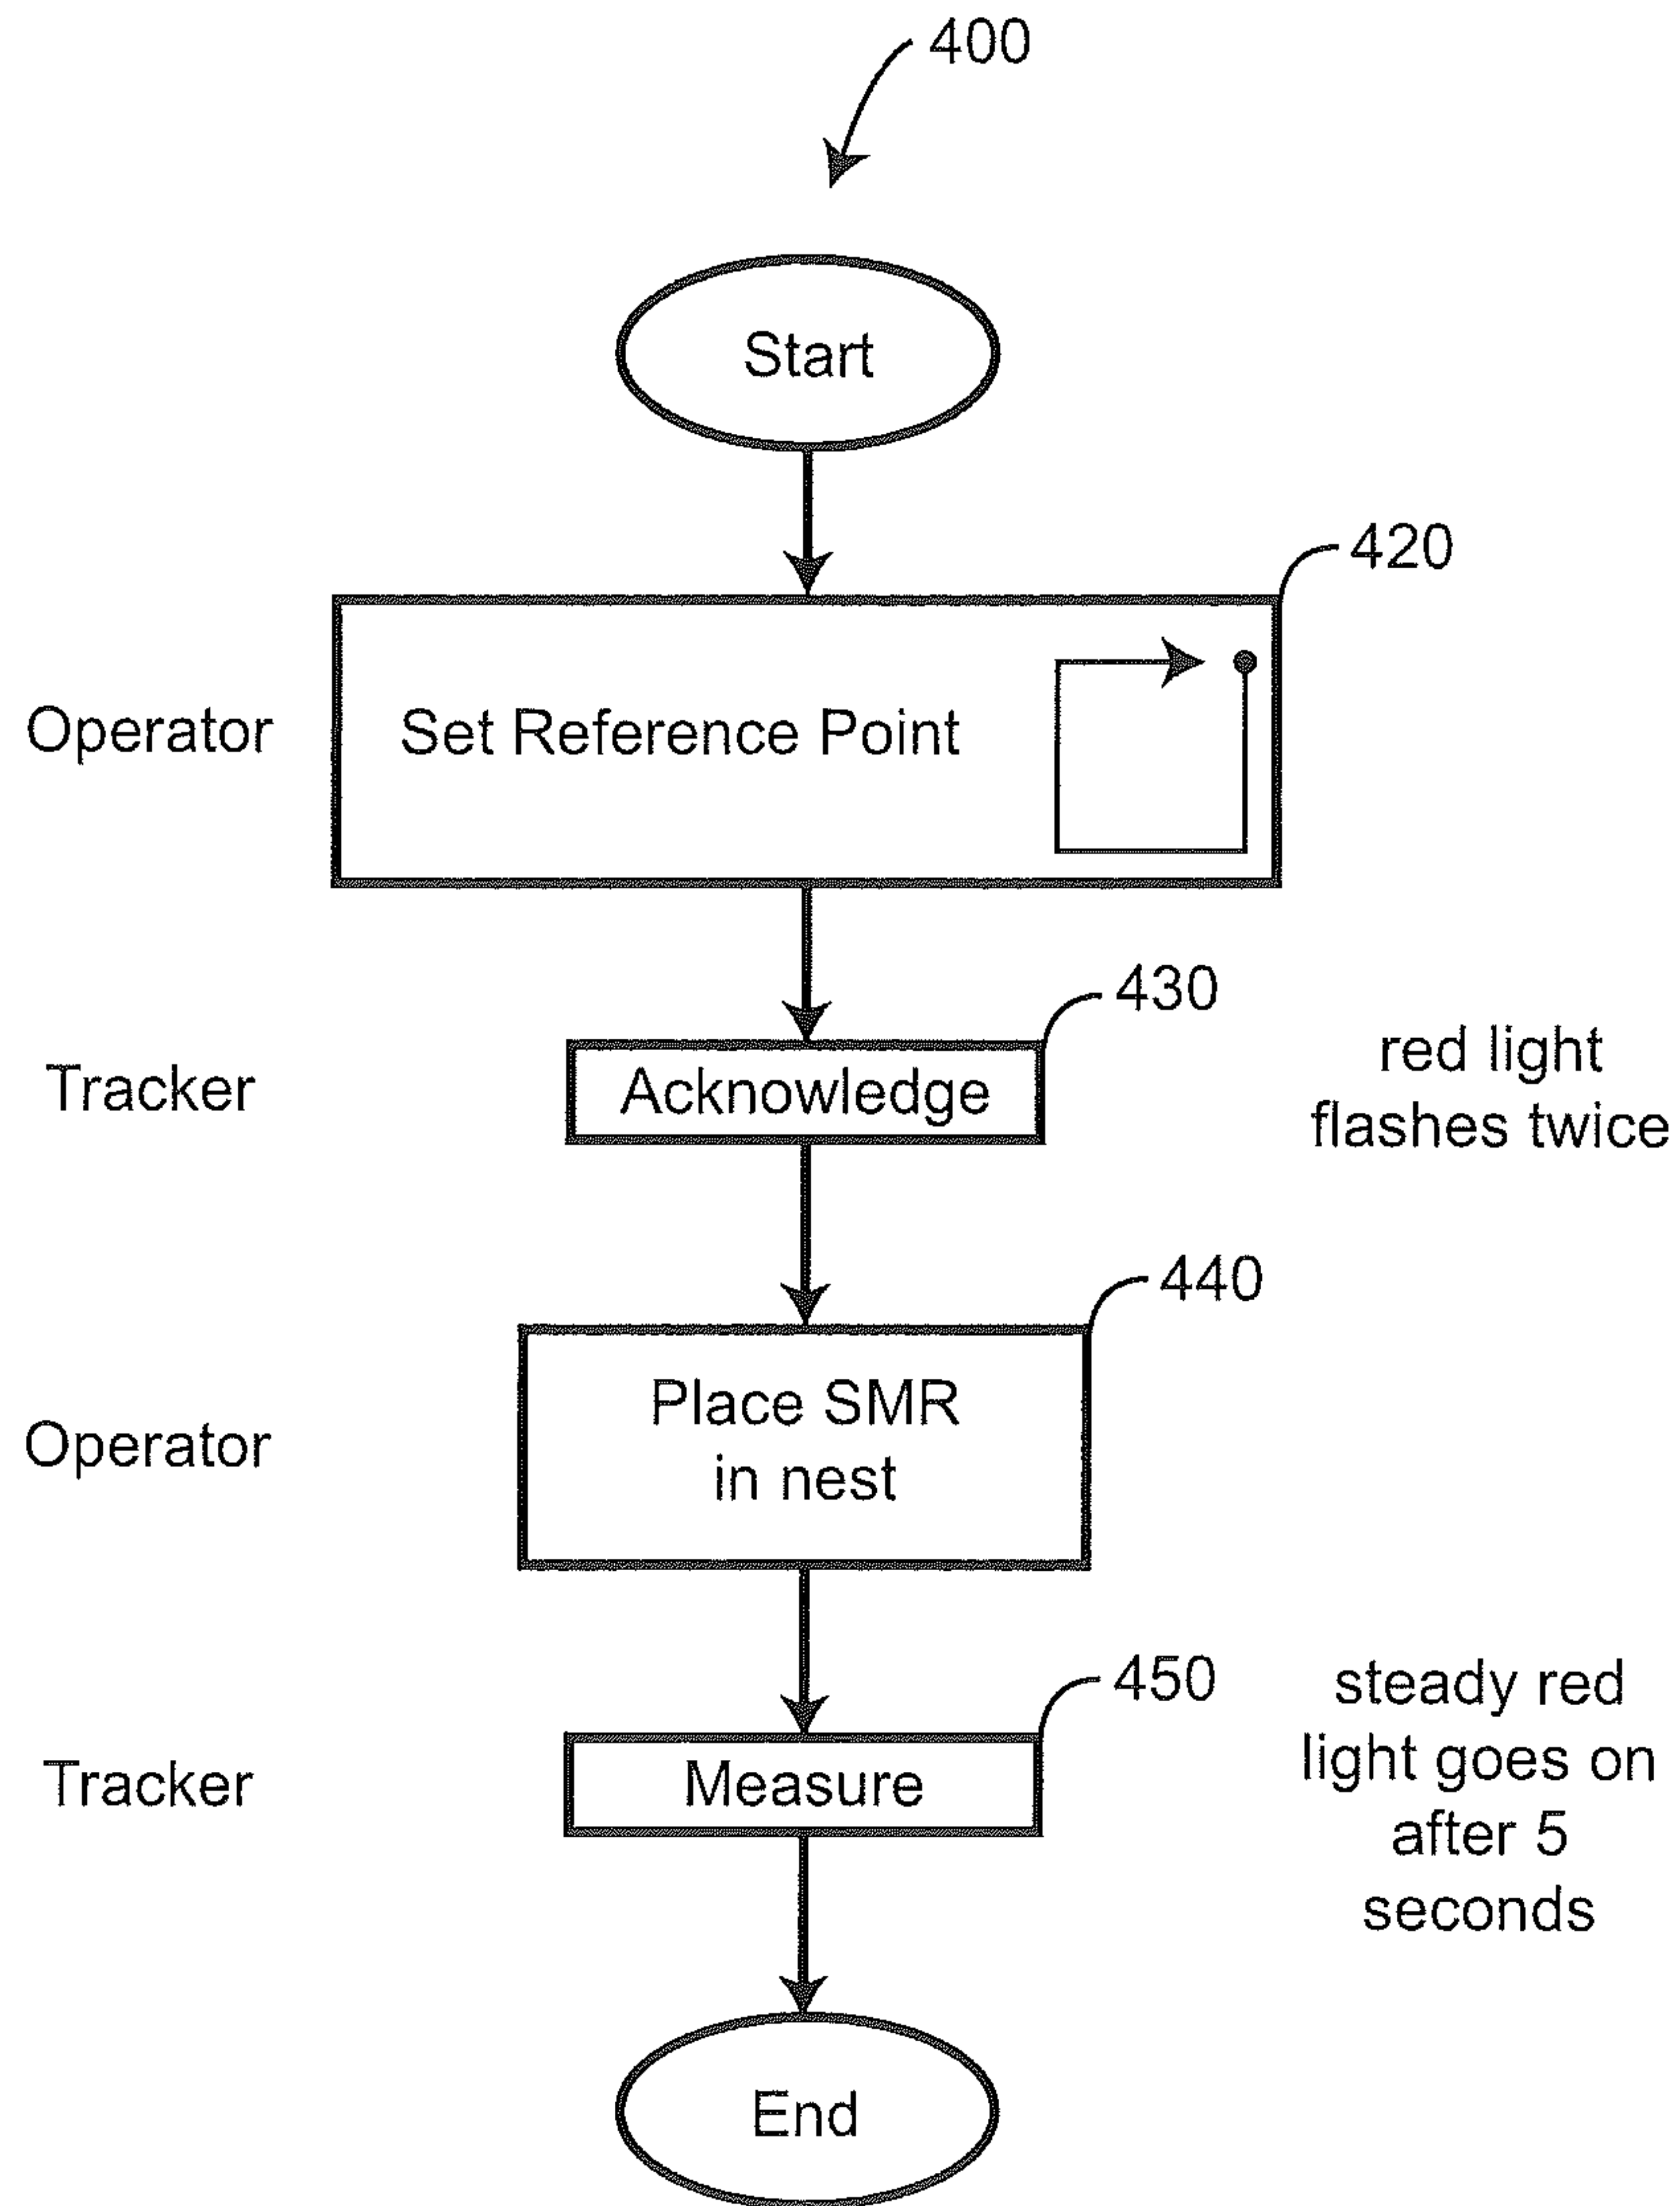 400
Start
420
Operator
Set Reference Point
430
Tracker
Acknowledge
red light
flashes twice
440
Operator
Place SMR
in nest
450
Tracker
Measure
steady red
light goes on
after 5
seconds
End